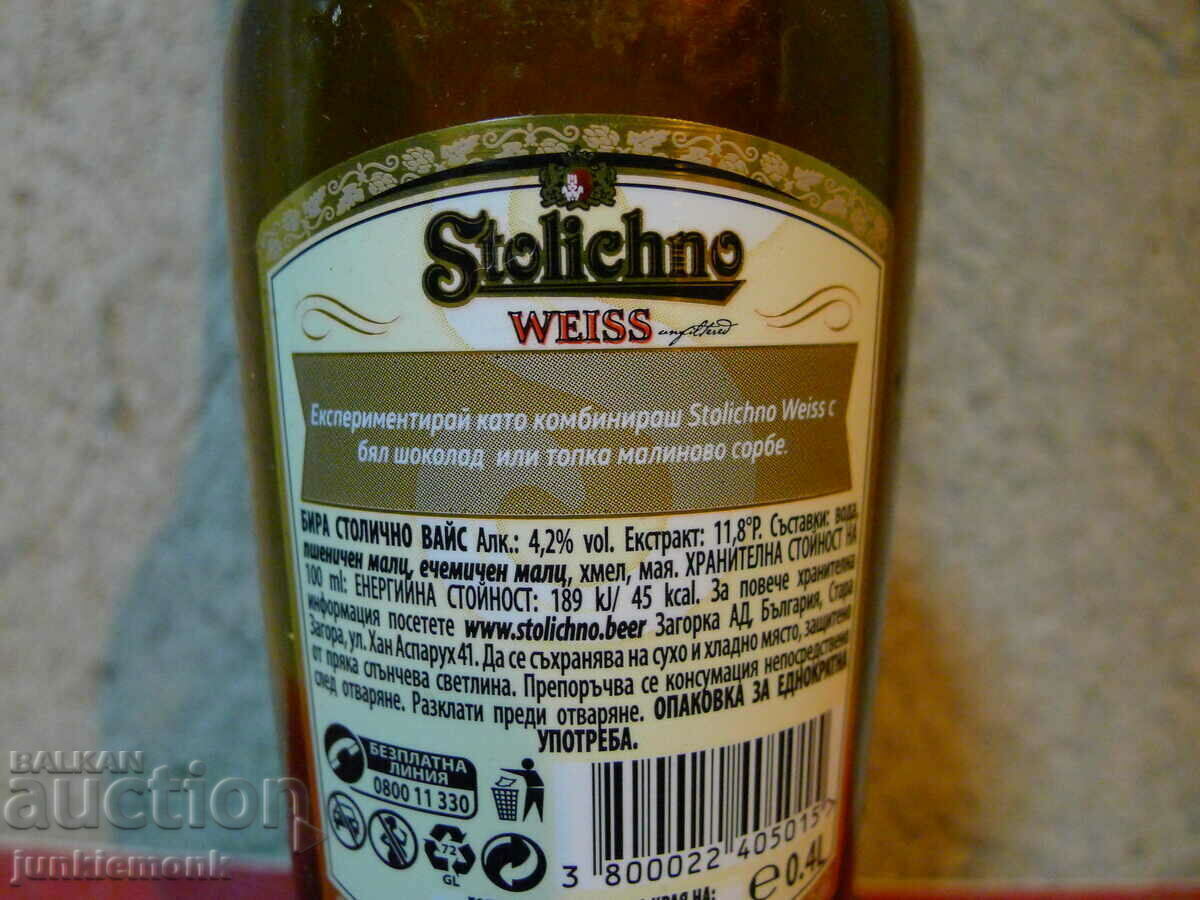 Stolichno
WEISS unfiltered
Експериментирай като комбинираш Stolichno Weiss с
бял шоколад или топка малиново сорбе.
БИРА СТОЛИЧНО ВАЙС Алк.: 4,2% vol. Екстракт: 11,8°P. Съставки: вода,
пшеничен малц, ечемичен малц, хмел, мая. ХРАНИТЕЛНА СТОЙНОСТ НА
100 ml: ЕНЕРГИЙНА СТОЙНОСТ: 189 kJ/ 45 kcal. За повече хранителна
информация посетете www.stolichno.beer Загорка АД, България, Стара
Загора, ул. Хан Аспарух 41. Да се съхранява на сухо и хладно място, защитено
от пряка слънчева светлина. Препоръчва се консумация непосредствено
след отваряне. Разклати преди отваряне. ОПАКОВКА ЗА ЕДНОКРАТНА
УПОТРЕБА.
БЕЗПЛАТНА
ЛИНИЯ
0800 11 330
18
72
GL
3 800022 405015
e 0.4L
КРАЯ НА:
BALKAN
auction
junkiemonk